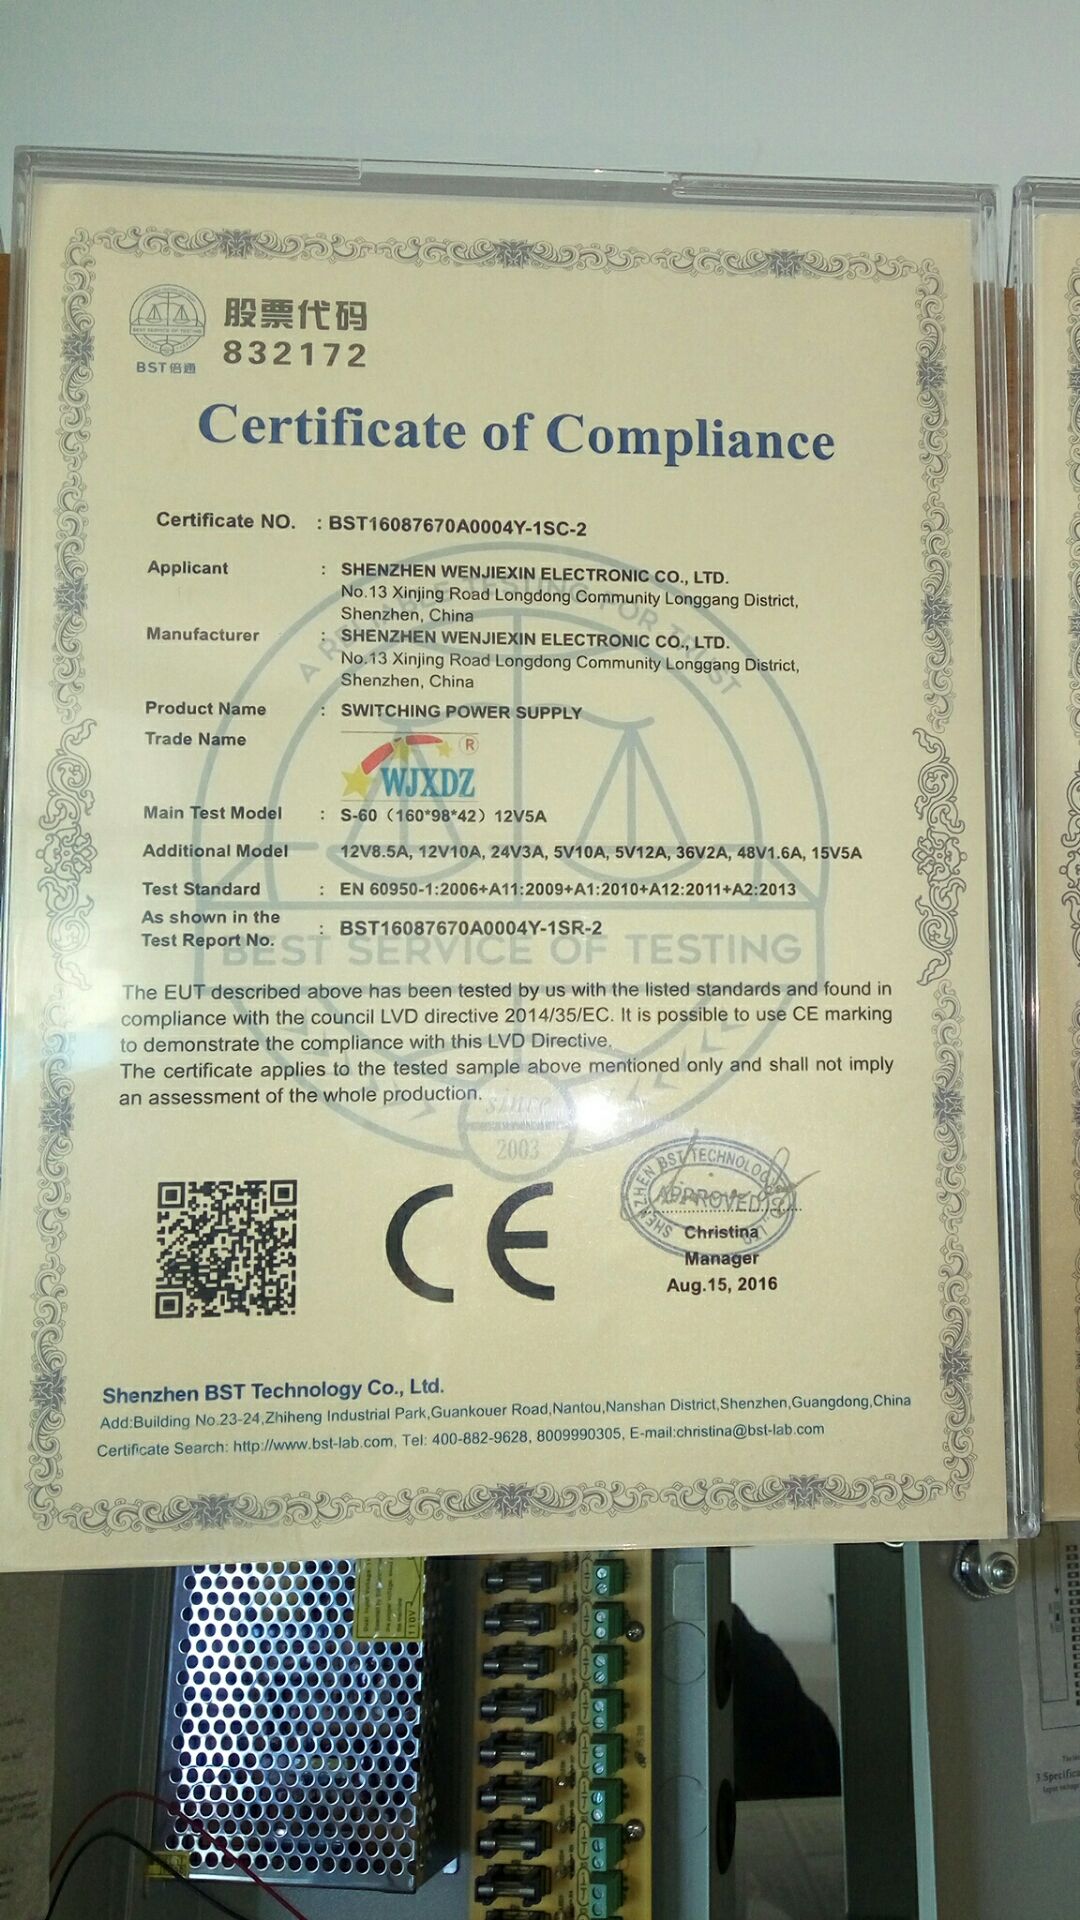 BEST SERVICE OF TESTING
BST倍通
股票代码
832172
Certificate of Compliance
Certificate NO. : BST16087670A0004Y-1SC-2
Applicant : SHENZHEN WENJIEXIN ELECTRONIC CO., LTD.
No.13 Xinjing Road Longdong Community Longgang District,
Shenzhen, China
Manufacturer : SHENZHEN WENJIEXIN ELECTRONIC CO., LTD.
No.13 Xinjing Road Longdong Community Longgang District,
Shenzhen, China
Product Name : SWITCHING POWER SUPPLY
Trade Name
WJXDZ ®
Main Test Model : S-60（160*98*42）12V5A
Additional Model 12V8.5A, 12V10A, 24V3A, 5V10A, 5V12A, 36V2A, 48V1.6A, 15V5A
Test Standard : EN 60950-1:2006+A11:2009+A1:2010+A12:2011+A2:2013
As shown in the
Test Report No. : BST16087670A0004Y-1SR-2
BEST SERVICE OF TESTING
The EUT described above has been tested by us with the listed standards and found in
compliance with the council LVD directive 2014/35/EC. It is possible to use CE marking
to demonstrate the compliance with this LVD Directive.
The certificate applies to the tested sample above mentioned only and shall not imply
an assessment of the whole production.
since
2003
CE
SHENZHEN BST TECHNOLOGY
APPROVED
Christina
Manager
Aug.15, 2016
Shenzhen BST Technology Co., Ltd.
Add:Building No.23-24,Zhiheng Industrial Park,Guankouer Road,Nantou,Nanshan District,Shenzhen,Guangdong,China
Certificate Search: http://www.bst-lab.com, Tel: 400-882-9628, 8009990305, E-mail:christina@bst-lab.com
110V